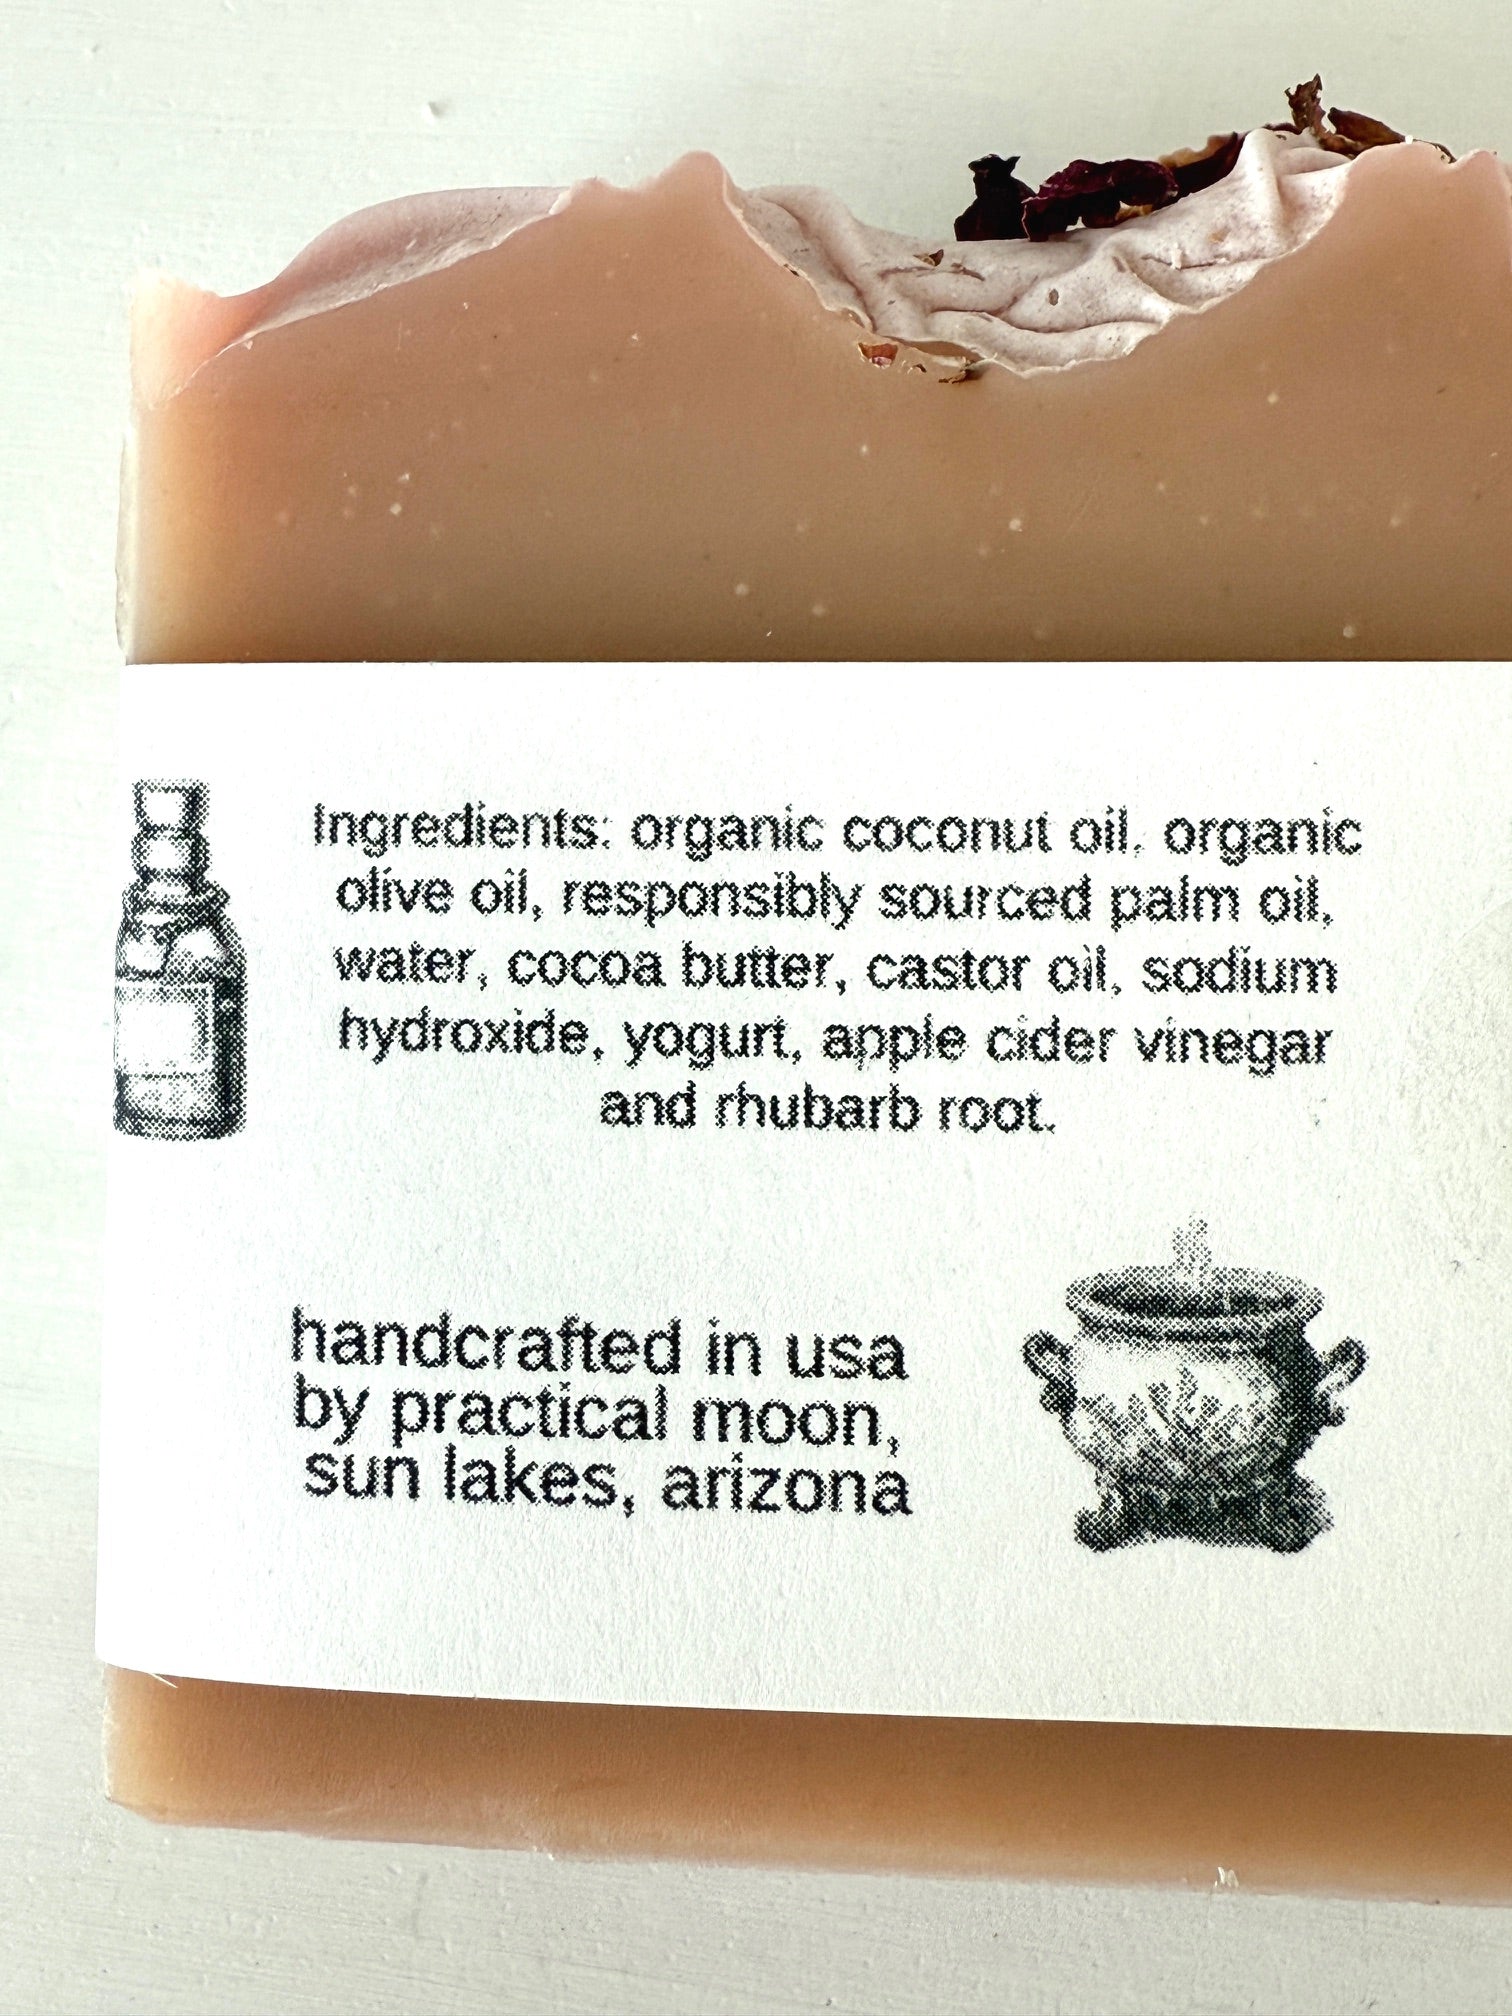 Ingredients: organic coconut oil, organic
olive oil, responsibly sourced palm oil,
water, cocoa butter, castor oil, sodium
hydroxide, yogurt, apple cider vinegar
and rhubarb root.
handcrafted in usa
by practical moon,
sun lakes, arizona